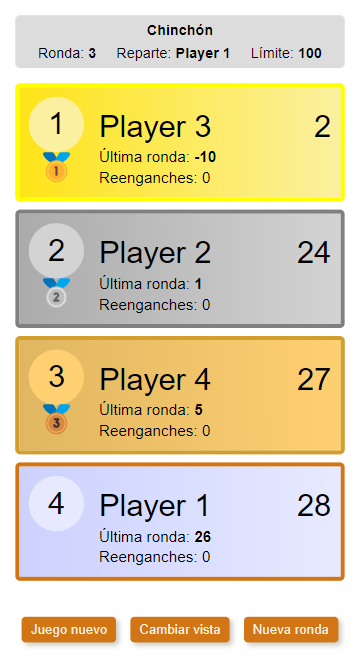 Chinchón
Ronda: 3 Reparte: Player 1 Límite: 100
1
Player 3 2
Última ronda: -10
1
Reenganches: 0
2
Player 2 24
Última ronda: 1
2
Reenganches: 0
3
Player 4 27
Última ronda: 5
3
Reenganches: 0
4
Player 1 28
Última ronda: 26
Reenganches: 0
Juego nuevo Cambiar vista Nueva ronda